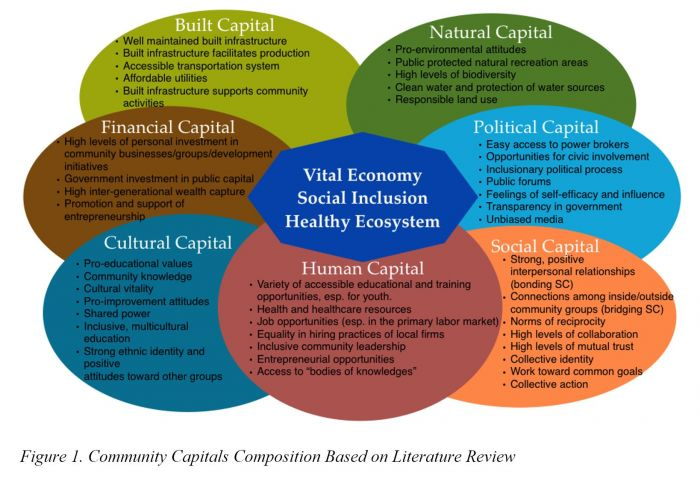 Built Capital
• Well maintained built infrastructure
• Built infrastructure facilitates production
• Accessible transportation system
• Affordable utilities
• Built infrastructure supports community
activities
Natural Capital
• Pro-environmental attitudes
• Public protected natural recreation areas
• High levels of biodiversity
• Clean water and protection of water sources
• Responsible land use
Financial Capital
• High levels of personal investment in
community businesses/groups/development
initiatives
• Government investment in public capital
• High inter-generational wealth capture
• Promotion and support of
entrepreneurship
Vital Economy
Social Inclusion
Healthy Ecosystem
Political Capital
• Easy access to power brokers
• Opportunities for civic involvement
• Inclusionary political process
• Public forums
• Feelings of self-efficacy and influence
• Transparency in government
• Unbiased media
Cultural Capital
• Pro-educational values
• Community knowledge
• Cultural vitality
• Pro-improvement attitudes
• Shared power
• Inclusive, multicultural
education
• Strong ethnic identity and
positive
attitudes toward other groups
Human Capital
• Variety of accessible educational and training
opportunities, esp. for youth.
• Health and healthcare resources
• Job opportunities (esp. in the primary labor market)
• Equality in hiring practices of local firms
• Inclusive community leadership
• Entrepreneurial opportunities
• Access to “bodies of knowledges”
Social Capital
• Strong, positive
interpersonal relationships
(bonding SC)
• Connections among inside/outside
community groups (bridging SC)
• Norms of reciprocity
• High levels of collaboration
• High levels of mutual trust
• Collective identity
• Work toward common goals
• Collective action
Figure 1. Community Capitals Composition Based on Literature Review